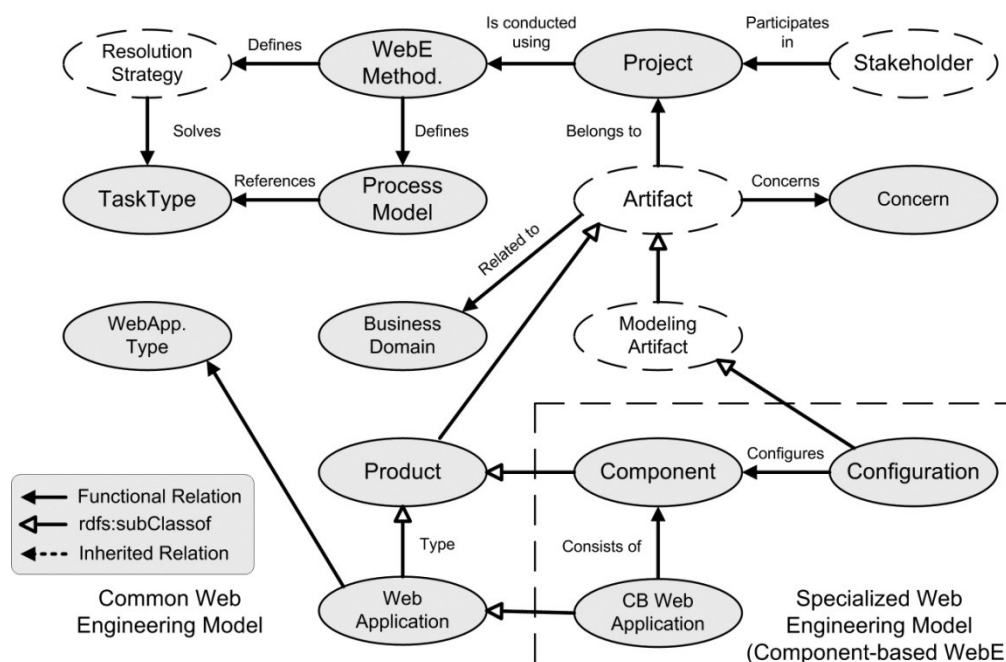 Resolution
Strategy
Defines
WebE
Method.
Is conducted
using
Project
Participates
in
Stakeholder
Solves
Defines
Belongs to
TaskType
References
Process
Model
Artifact
Concerns
Concern
Related to
WebApp.
Type
Business
Domain
Modeling
Artifact
Product
Component
Configures
Configuration
Functional Relation
rdfs:subClassof
Inherited Relation
Type
Consists of
Common Web
Engineering Model
Web
Application
CB Web
Application
Specialized Web
Engineering Model
(Component-based WebE